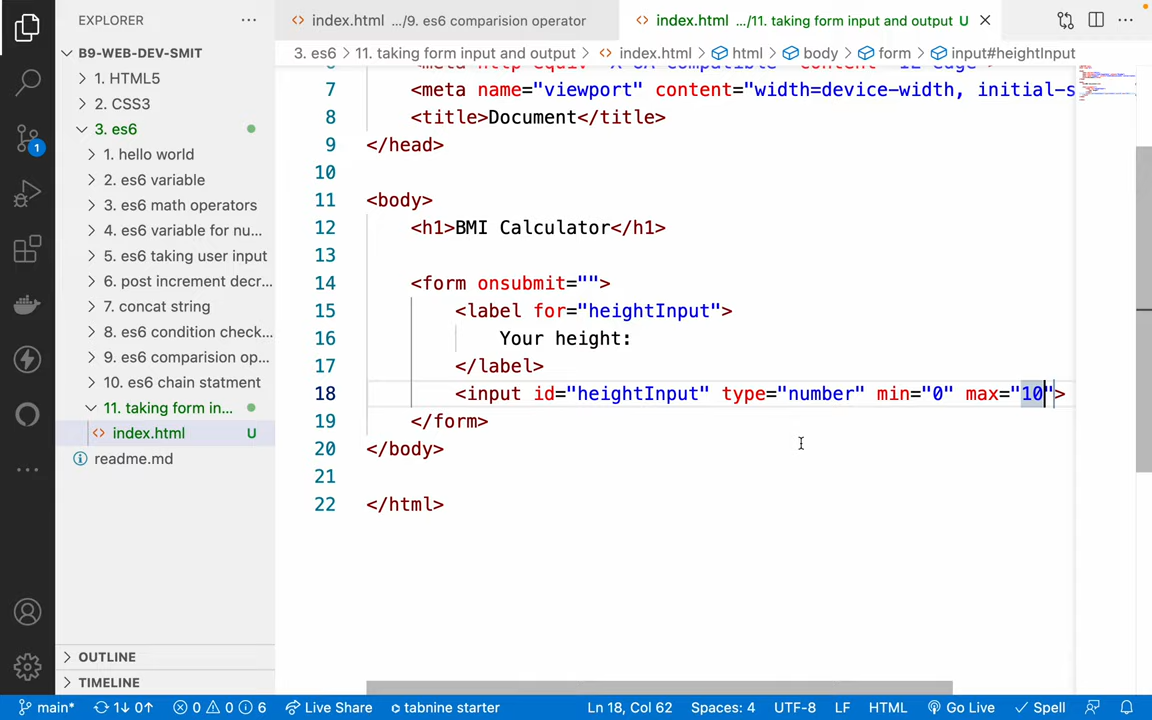 EXPLORER
index.html .../9. es6 comparision operator
index.html .../11. taking form input and output U
B9-WEB-DEV-SMIT
3. es6 > 11. taking form input and output > index.html > html > body > form > input#heightInput
1. HTML5
2. CSS3
3. es6
1. hello world
2. es6 variable
3. es6 math operators
4. es6 variable for nu...
5. es6 taking user input
6. post increment decr...
7. concat string
8. es6 condition check...
9. es6 comparision op...
10. es6 chain statment
11. taking form in...
index.html U
readme.md
7 <meta name="viewport" content="width=device-width, initial-s
8 <title>Document</title>
9 </head>
10
11 <body>
12 <h1>BMI Calculator</h1>
13
14 <form onsubmit="">
15 <label for="heightInput">
16 Your height:
17 </label>
18 <input id="heightInput" type="number" min="0" max="10">
19 </form>
20 </body>
21
22 </html>
1
OUTLINE
TIMELINE
main* 1↓ 0↑ 0 0 6 Live Share tabnine starter Ln 18, Col 62 Spaces: 4 UTF-8 LF HTML Go Live Spell